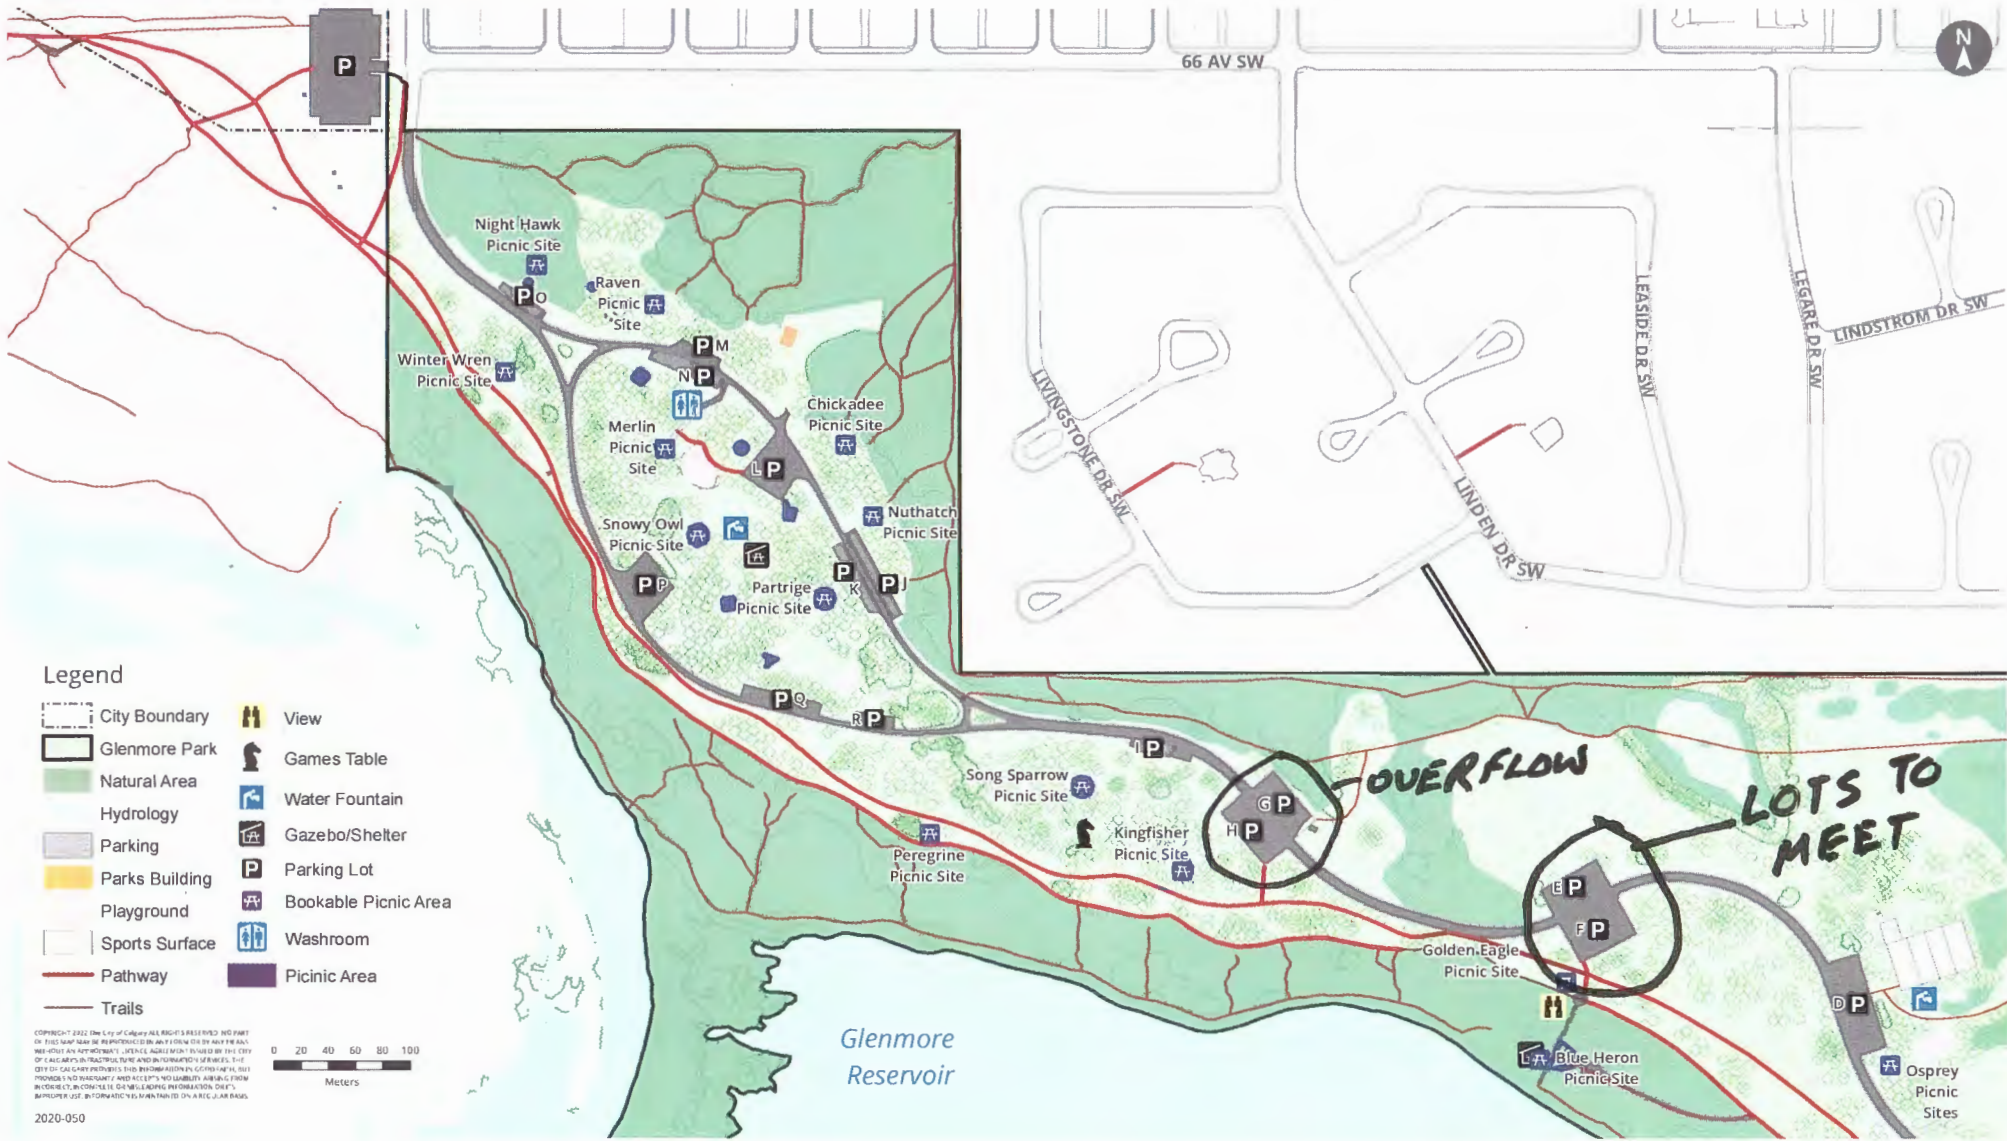 N
66 AV SW
P
Night Hawk
Picnic Site
P O
Raven
Picnic
Site
P M
N P
Winter Wren
Picnic Site
Merlin
Picnic
Site
Chickadee
Picnic Site
L P
Snowy Owl
Picnic Site
Nuthatch
Picnic Site
P P
Partrige
Picnic Site
P K
P J
P Q
R P
I P
LIVINGSTONE DR SW
LINDEN DR SW
LEASIDE DR SW
LEGARE DR SW
LINDSTROM DR SW
OVERFLOW
LOTS TO
MEET
Song Sparrow
Picnic Site
G P
H P
Kingfisher
Picnic Site
Peregrine
Picnic Site
E P
F P
Golden Eagle
Picnic Site
D P
Blue Heron
Picnic Site
Osprey
Picnic
Sites
Glenmore
Reservoir
Legend
City Boundary
Glenmore Park
Natural Area
Hydrology
Parking
Parks Building
Playground
Sports Surface
Pathway
Trails
View
Games Table
Water Fountain
Gazebo/Shelter
Parking Lot
Bookable Picnic Area
Washroom
Picinic Area
0 20 40 60 80 100
Meters
2020-050